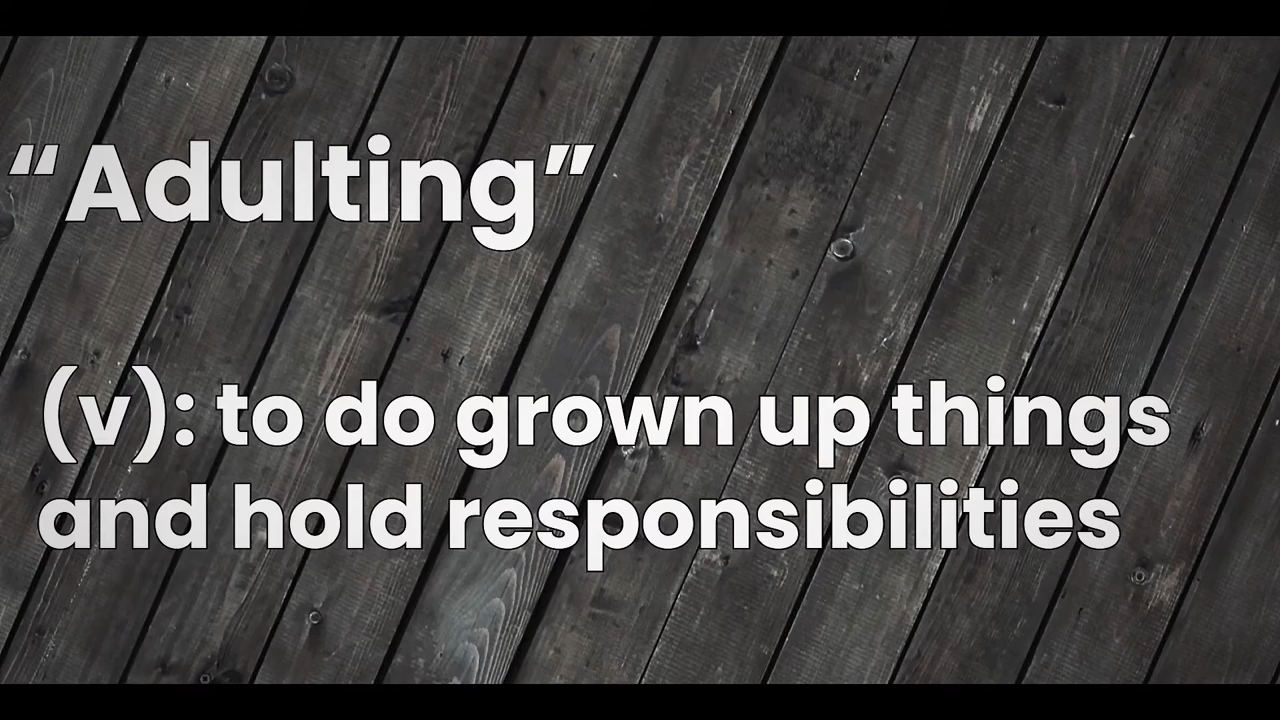 “Adulting”
(v): to do grown up things
and hold responsibilities